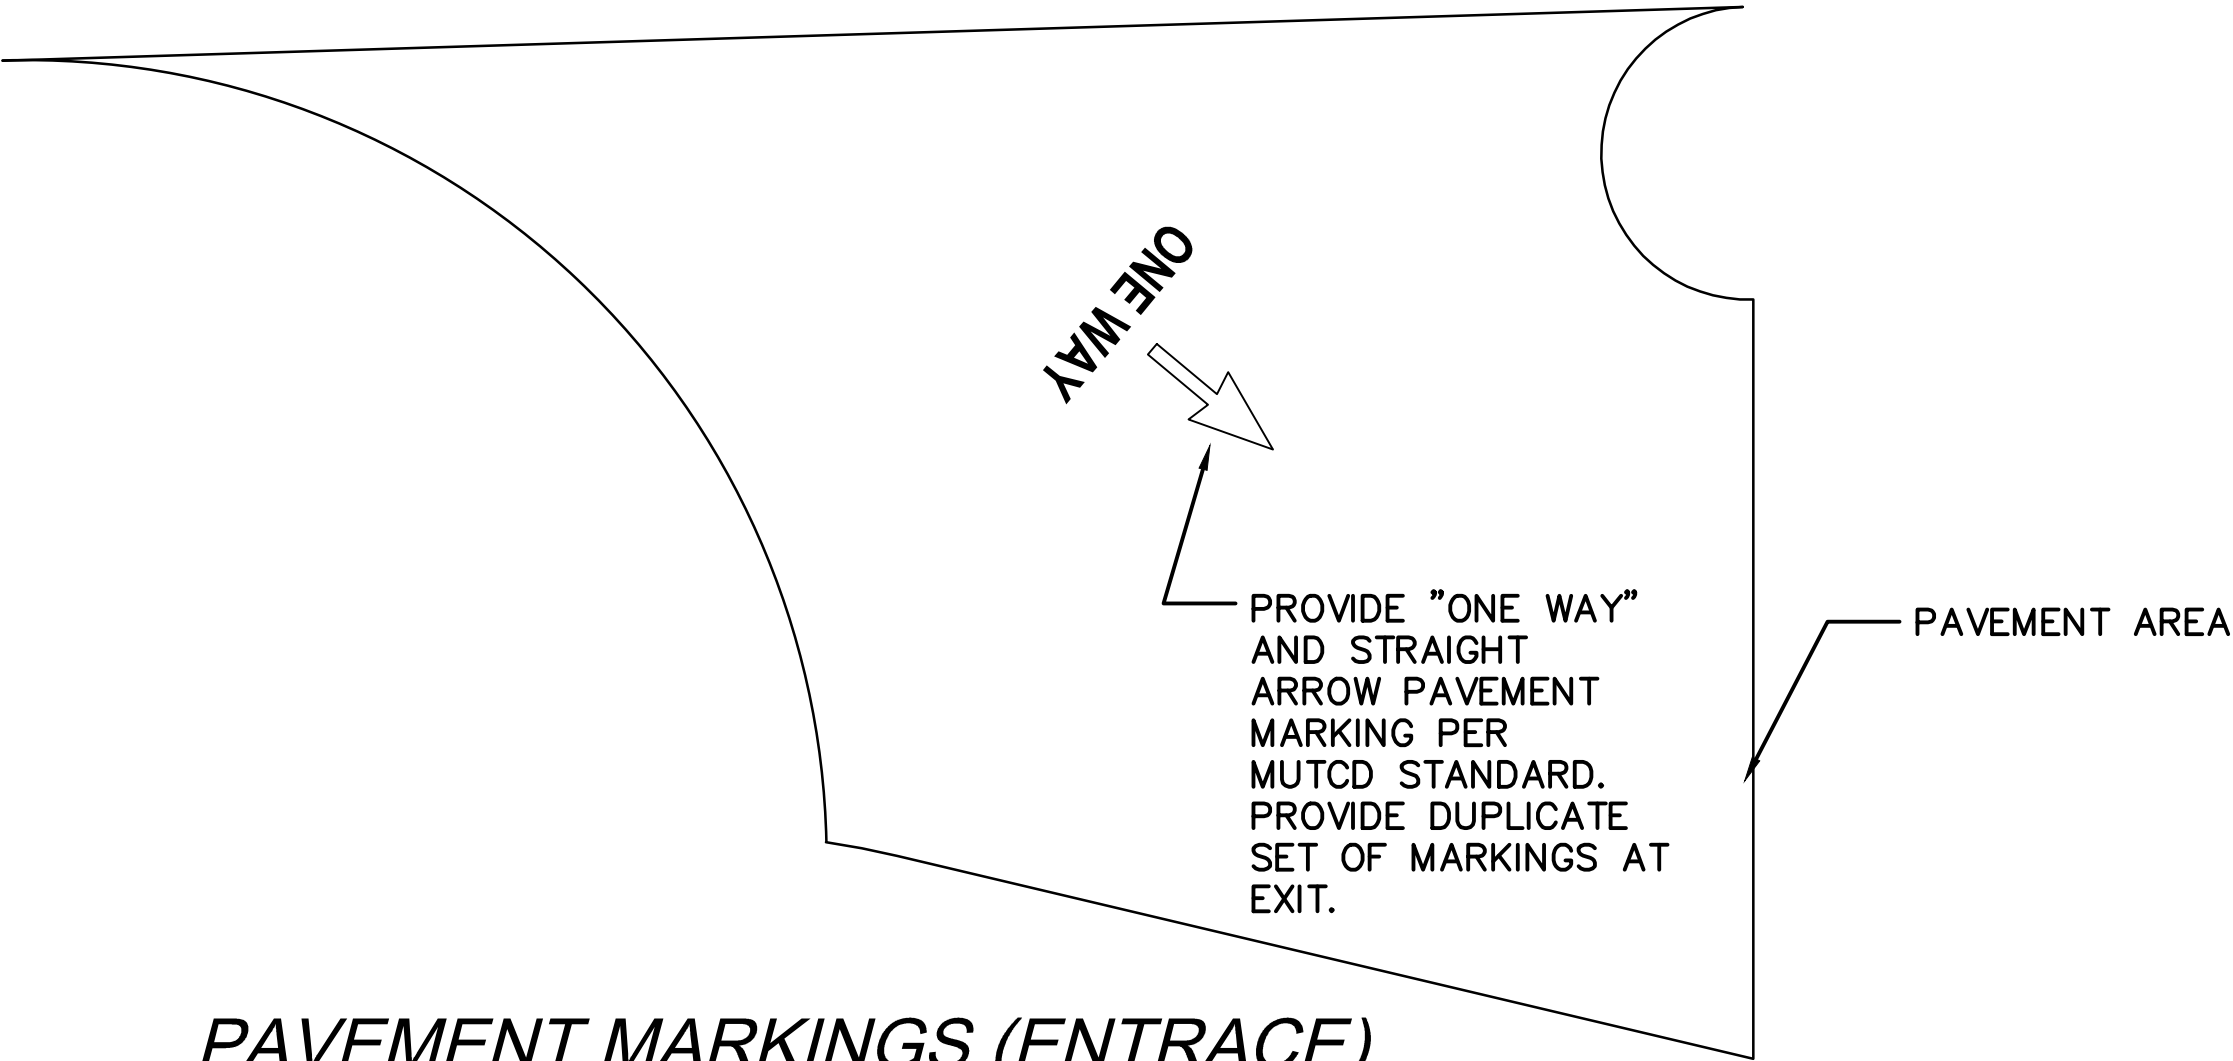 ONE WAY
PROVIDE "ONE WAY"
AND STRAIGHT
ARROW PAVEMENT
MARKING PER
MUTCD STANDARD.
PROVIDE DUPLICATE
SET OF MARKINGS AT
EXIT.
PAVEMENT AREA
PAVEMENT MARKINGS (ENTRACE)